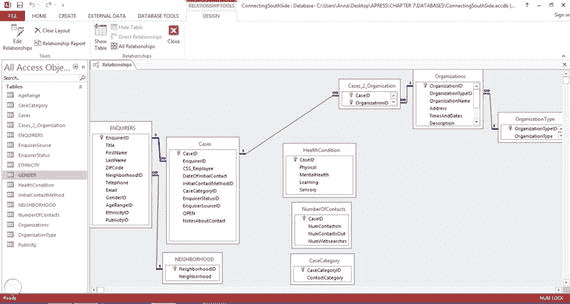 RELATIONSHIP TOOLS
ConnectingSouthSide : Database- C:\Users\Anna\Desktop\APRESS\CHAPTER 7\DATABASES\ConnectingSouthSide.accdb (...
FILE
HOME
CREATE
EXTERNAL DATA
DATABASE TOOLS
DESIGN
Edit Relationships
Clear Layout
Relationship Report
Tools
Show Table
Hide Table
Direct Relationships
All Relationships
Relationships
Close
All Access Obje...
Search...
Tables
AgeRange
CaseCategory
Cases
Cases_2_Organization
ENQUIRERS
EnquirerSource
EnquirerStatus
ETHNICITY
GENDER
HealthCondition
InitialContactMethod
NEIGHBORHOOD
NumberOfContacts
Organizations
OrganizationType
Publicity
Relationships
ENQUIRERS
EnquirerID
Title
FirstName
LastName
ZIPCode
NeighborhoodID
Telephone
Email
GenderID
AgeRangeID
EthnicityID
PublicityID
Cases
CaseID
EnquirerID
CSS_Employee
DateOfInitialContact
InitialContactMethodID
CaseCategoryID
EnquirerStatusID
EnquirerSourceID
OPEN
NotesAboutContact
NEIGHBORHOOD
NeighborhoodID
Neighborhood
Cases_2_Organization
CaseID
OrganizationID
Organizations
OrganizationID
OrganizationTypeID
OrganizationName
Address
TimesAndDates
Description
OrganizationType
OrganizationTypeID
OrganizationType
HealthCondition
CaseID
Physical
MentalHealth
Learning
Sensory
NumberOfContacts
CaseID
NumContactsIn
NumContactsOut
NumWebsearches
CaseCategory
CaseCategoryID
ContactCategory
NUM LOCK